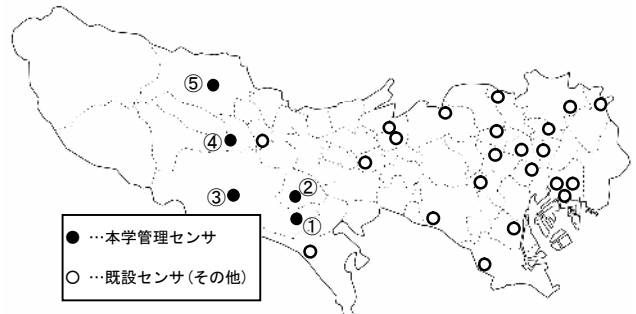 ⑤
④
③
②
①
●…本学管理センサ
○…既設センサ(その他)